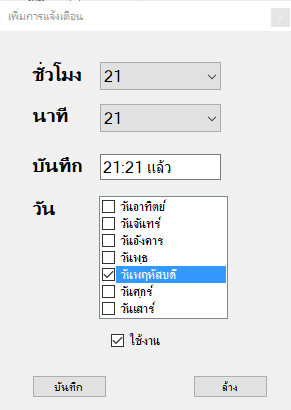 เพิ่มการแจ้งเตือน
ชั่วโมง 21
นาที 21
บันทึก 21:21 แล้ว
วัน
วันอาทิตย์
วันจันทร์
วันอังคาร
วันพุธ
วันพฤหัสบดี
วันศุกร์
วันเสาร์
ใช้งาน
บันทึก ล้าง